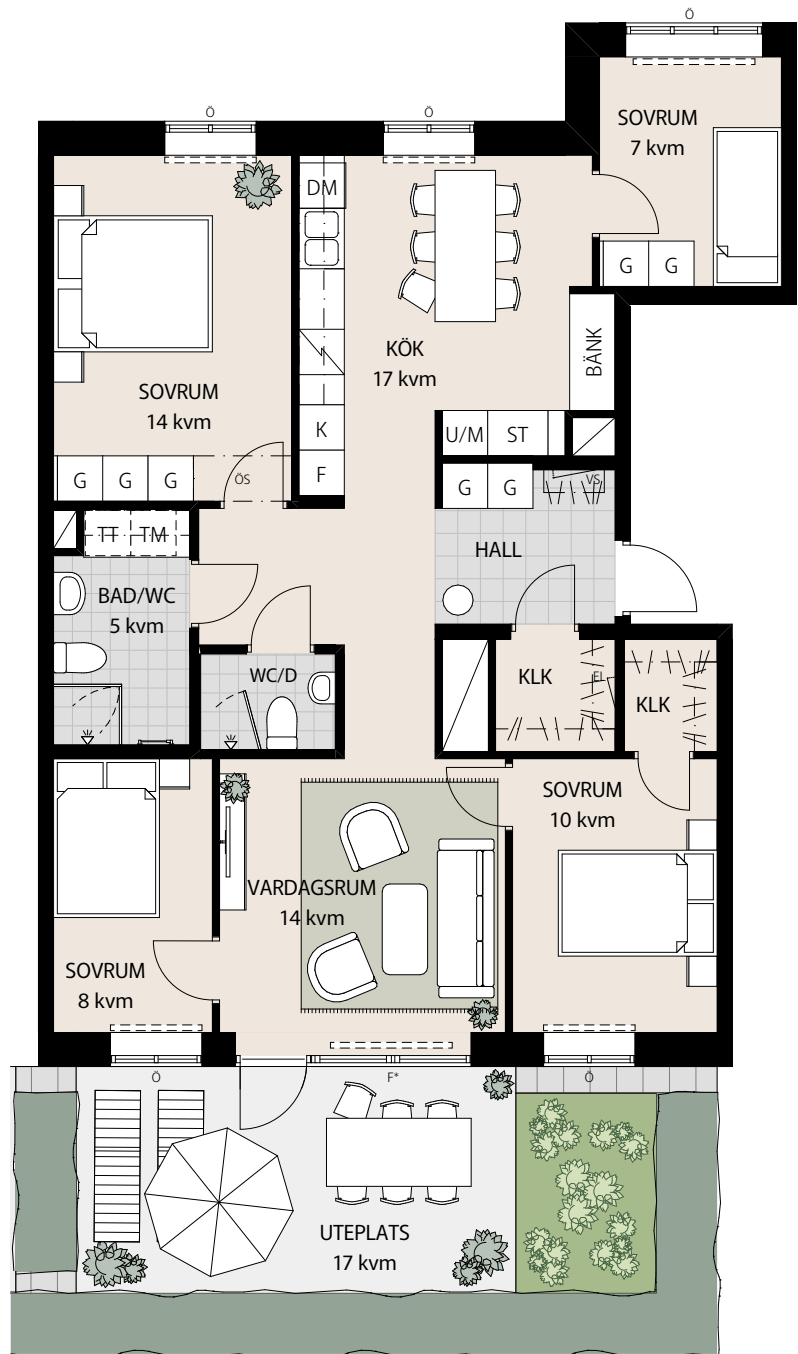 Ö
SOVRUM
7 kvm
G G
Ö
Ö
DM
KÖK
17 kvm
BÄNK
SOVRUM
14 kvm
K
F
U/M ST
G G G
ÖS
G G
VS
HALL
TT TM
BAD/WC
5 kvm
WC/D
KLK
EL
KLK
SOVRUM
10 kvm
VARDAGSRUM
14 kvm
SOVRUM
8 kvm
Ö
F*
Ö
UTEPLATS
17 kvm